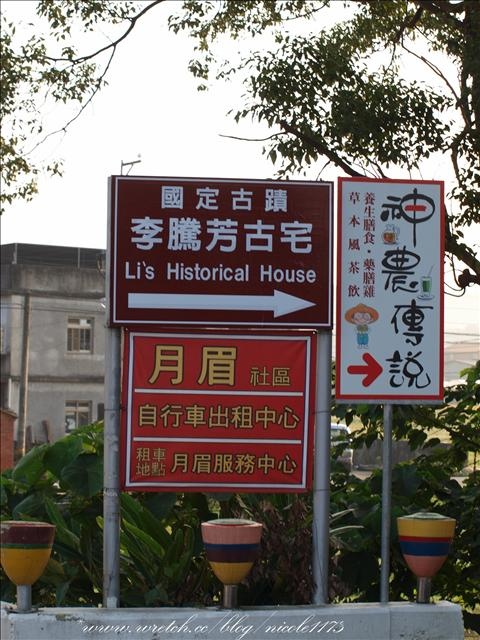 國定古蹟
李騰芳古宅
Li's Historical House
月眉 社區
自行車出租中心
租車地點 月眉服務中心
神農傳說
養生膳食・藥膳雞
草本風茶飲
*www.wretch.cc/blog/nicole1173